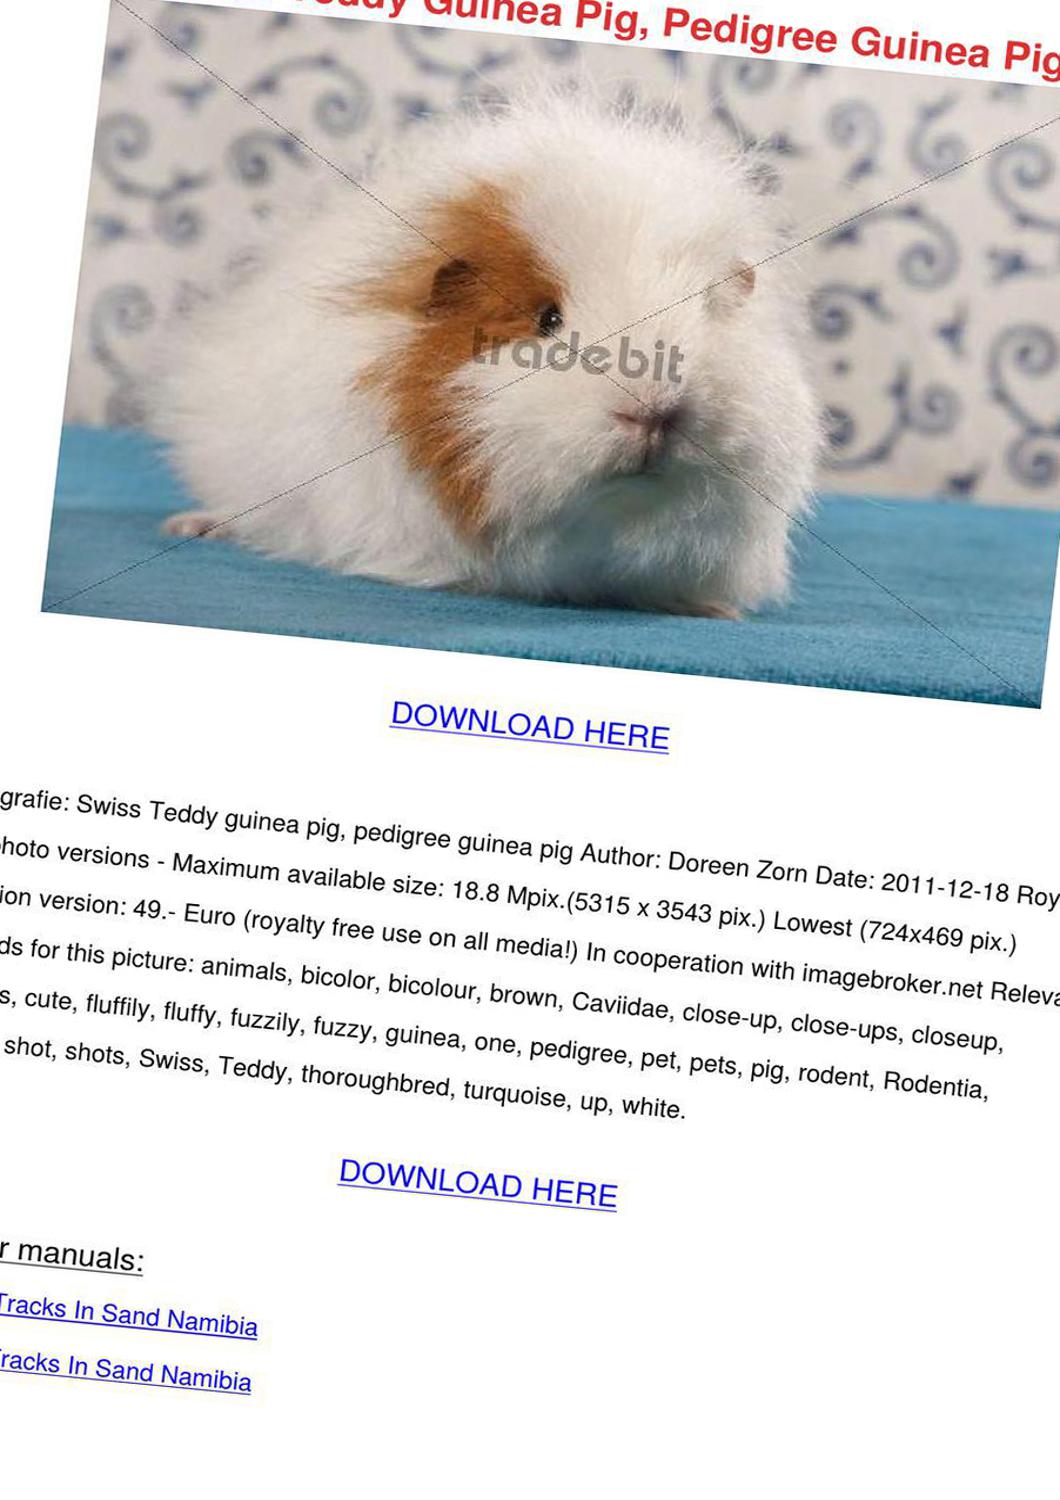 Guinea Pig, Pedigree Guinea Pig
tradebit
DOWNLOAD HERE
grafie: Swiss Teddy guinea pig, pedigree guinea pig Author: Doreen Zorn Date: 2011-12-18 Roy
hoto versions - Maximum available size: 18.8 Mpix.(5315 x 3543 pix.) Lowest (724x469 pix.)
ion version: 49.- Euro (royalty free use on all media!) In cooperation with imagebroker.net Releva
ds for this picture: animals, bicolor, bicolour, brown, Caviidae, close-up, close-ups, closeup,
s, cute, fluffily, fluffy, fuzzily, fuzzy, guinea, one, pedigree, pet, pets, pig, rodent, Rodentia,
shot, shots, Swiss, Teddy, thoroughbred, turquoise, up, white.
DOWNLOAD HERE
r manuals:
Tracks In Sand Namibia
racks In Sand Namibia